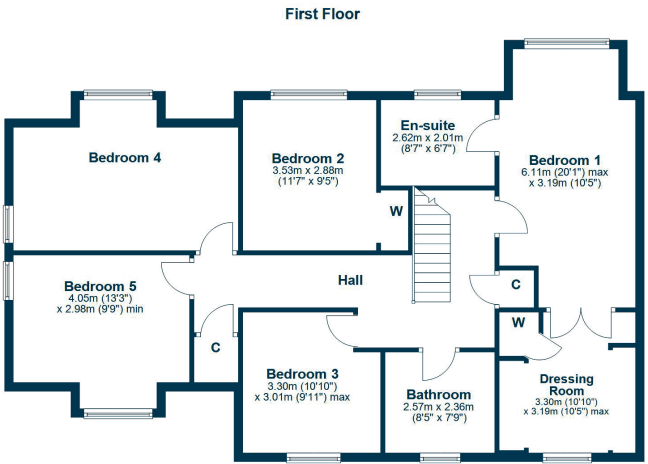 First Floor
Bedroom 4
Bedroom 2
3.53m x 2.88m
(11'7" x 9'5")
En-suite
2.62m x 2.01m
(8'7" x 6'7")
Bedroom 1
6.11m (20'1") max
x 3.19m (10'5")
W
Bedroom 5
4.05m (13'3")
x 2.98m (9'9") min
Hall
C
W
C
Bedroom 3
3.30m (10'10")
x 3.01m (9'11") max
Bathroom
2.57m x 2.36m
(8'5" x 7'9")
Dressing
Room
3.30m (10'10")
x 3.19m (10'5") max